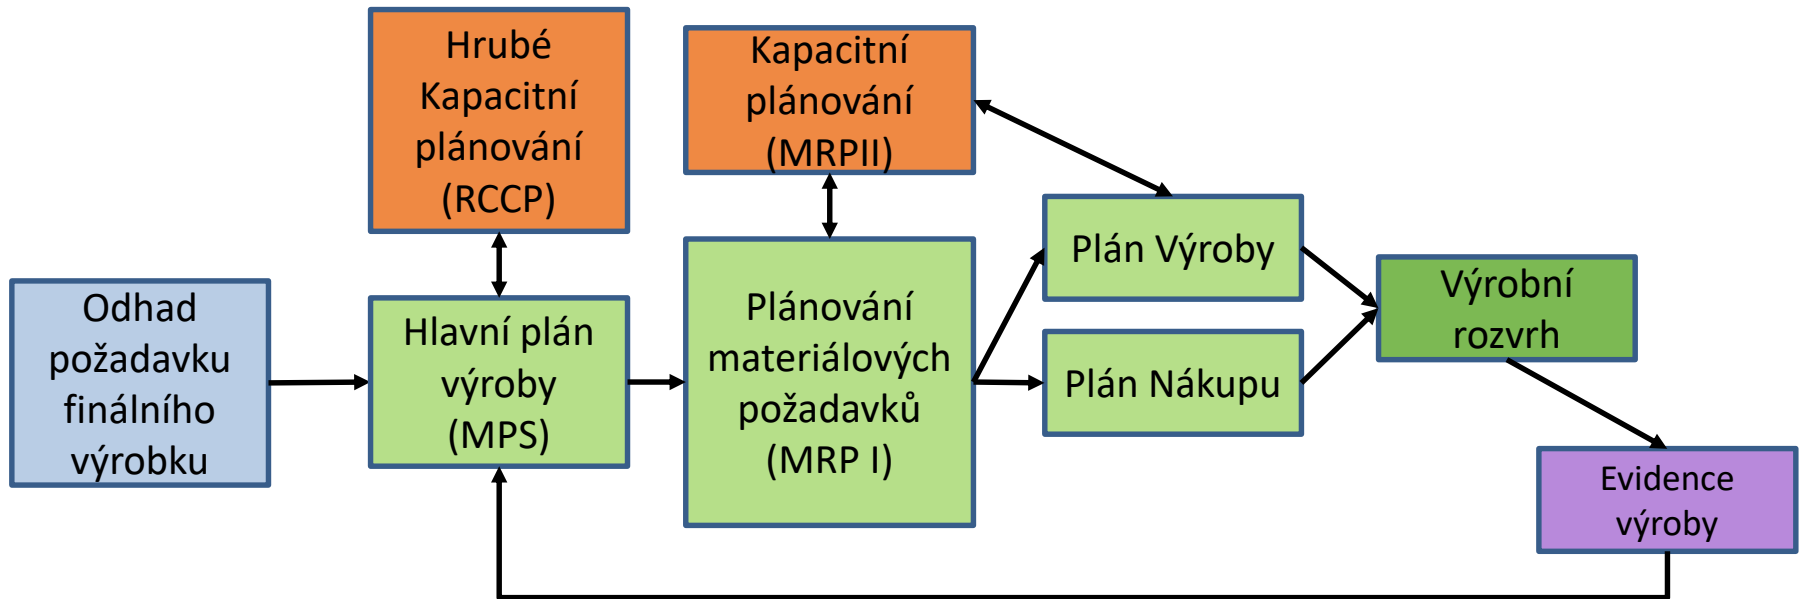 Hrubé
Kapacitní
plánování
(RCCP)
Kapacitní
plánování
(MRPII)
Odhad
požadavku
finálního
výrobku
Hlavní plán
výroby
(MPS)
Plánování
materiálových
požadavků
(MRP I)
Plán Výroby
Plán Nákupu
Výrobní
rozvrh
Evidence
výroby